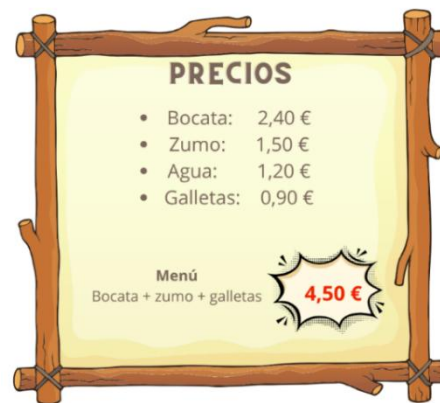 PRECIOS
• Bocata: 2,40 €
• Zumo: 1,50 €
• Agua: 1,20 €
• Galletas: 0,90 €
Menú
Bocata + zumo + galletas
4,50 €